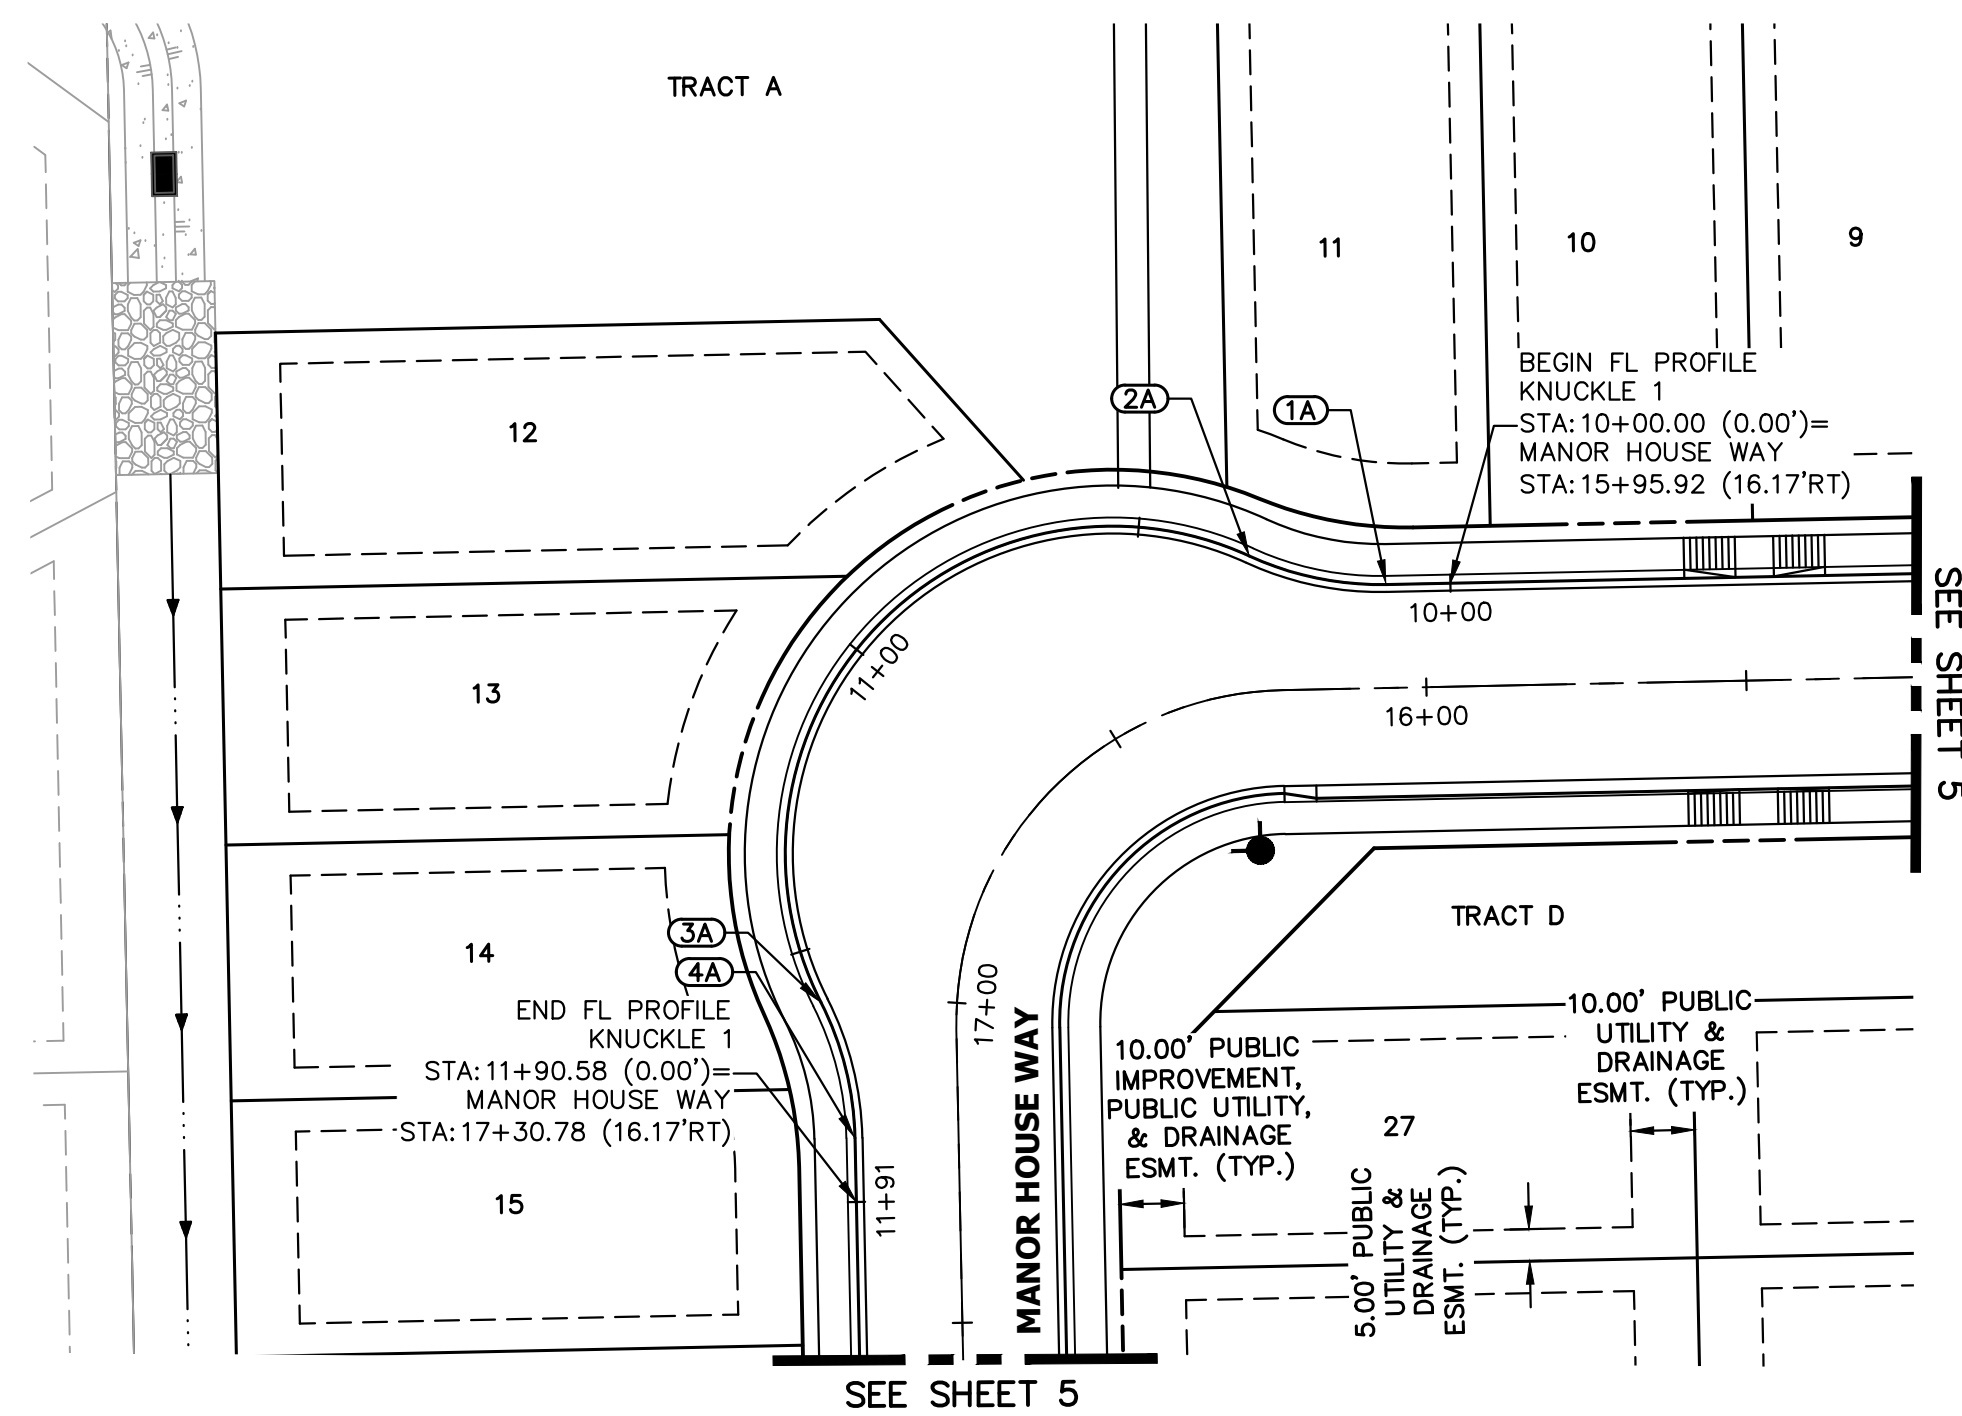 TRACT A
11
10
9
BEGIN FL PROFILE
KNUCKLE 1
STA:10+00.00 (0.00')=
MANOR HOUSE WAY
STA:15+95.92 (16.17'RT)
2A
1A
12
10+00
SEE SHEET 5
11+00
13
16+00
TRACT D
3A
14
4A
END FL PROFILE
KNUCKLE 1
STA:11+90.58 (0.00')=
MANOR HOUSE WAY
STA:17+30.78 (16.17'RT)
17+00
MANOR HOUSE WAY
10.00' PUBLIC
IMPROVEMENT,
PUBLIC UTILITY,
& DRAINAGE
ESMT. (TYP.)
10.00' PUBLIC
UTILITY &
DRAINAGE
ESMT. (TYP.)
27
15
11+91
5.00' PUBLIC
UTILITY &
DRAINAGE
ESMT. (TYP.)
SEE SHEET 5